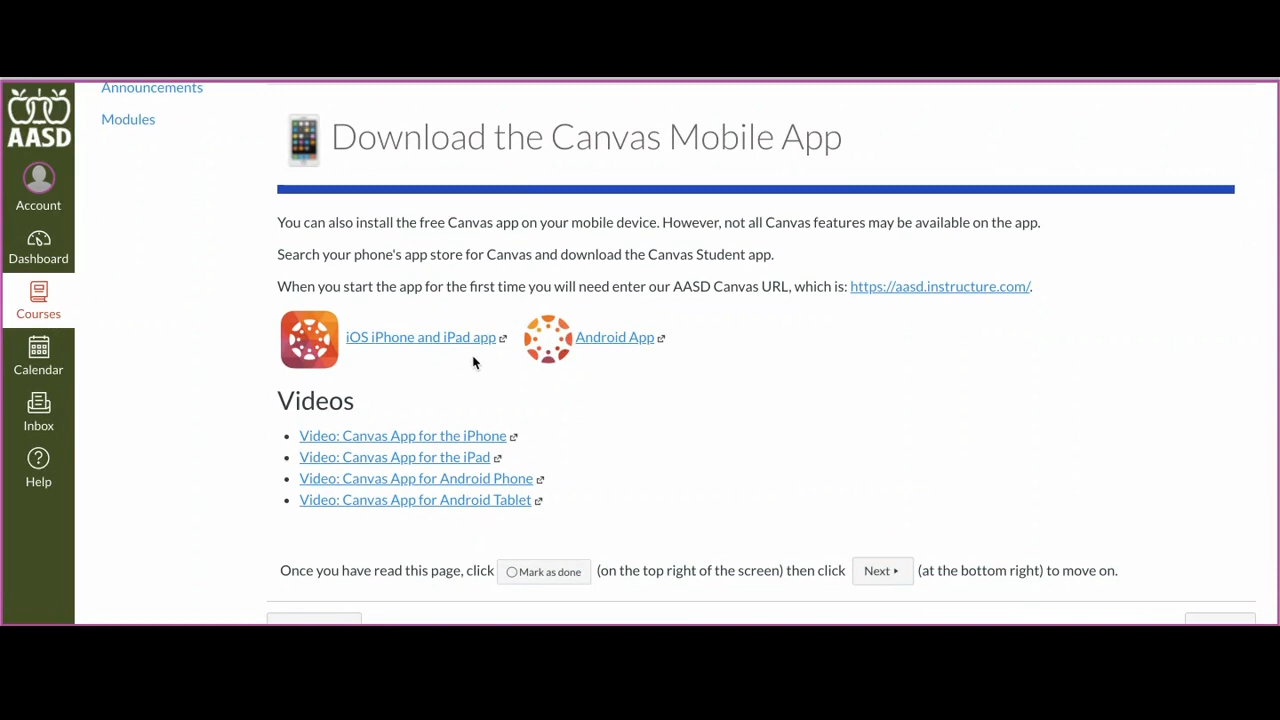 AASD
Account
Dashboard
Courses
Calendar
Inbox
Help
Announcements
Modules
Download the Canvas Mobile App
You can also install the free Canvas app on your mobile device. However, not all Canvas features may be available on the app.
Search your phone's app store for Canvas and download the Canvas Student app.
When you start the app for the first time you will need enter our AASD Canvas URL, which is: https://aasd.instructure.com/.
iOS iPhone and iPad app Android App
Videos
Video: Canvas App for the iPhone
Video: Canvas App for the iPad
Video: Canvas App for Android Phone
Video: Canvas App for Android Tablet
Once you have read this page, click Mark as done (on the top right of the screen) then click Next (at the bottom right) to move on.